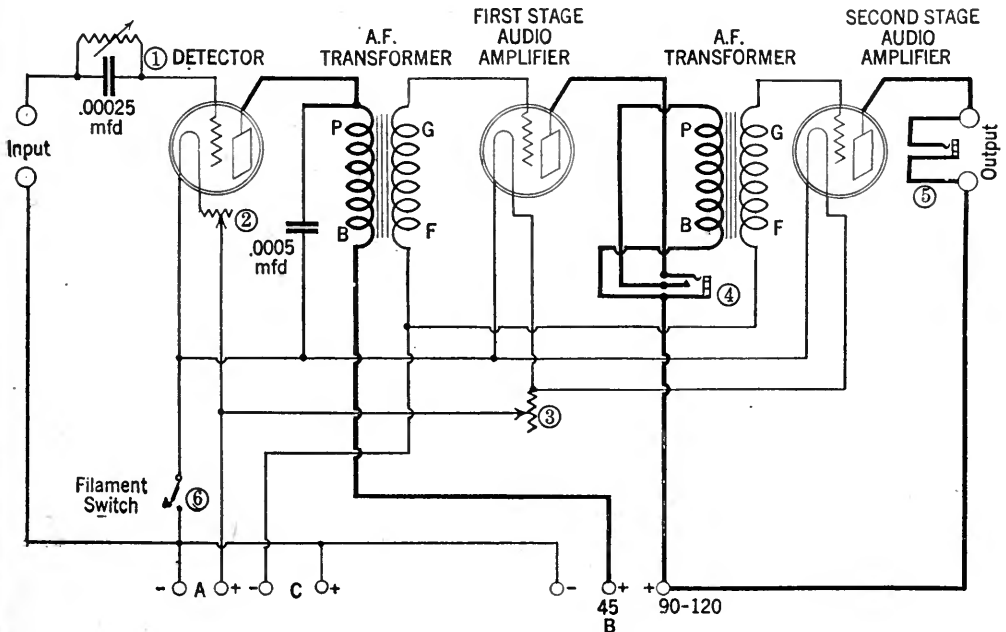 FIRST STAGE
AUDIO
AMPLIFIER
SECOND STAGE
AUDIO
AMPLIFIER
① DETECTOR
A.F.
TRANSFORMER
A.F.
TRANSFORMER
.00025
mfd
Input
P
G
P
G
Output
②
⑤
B
F
B
F
.0005
mfd
④
③
Filament
Switch
⑥
- A + - C + - + + 90-120
45
B